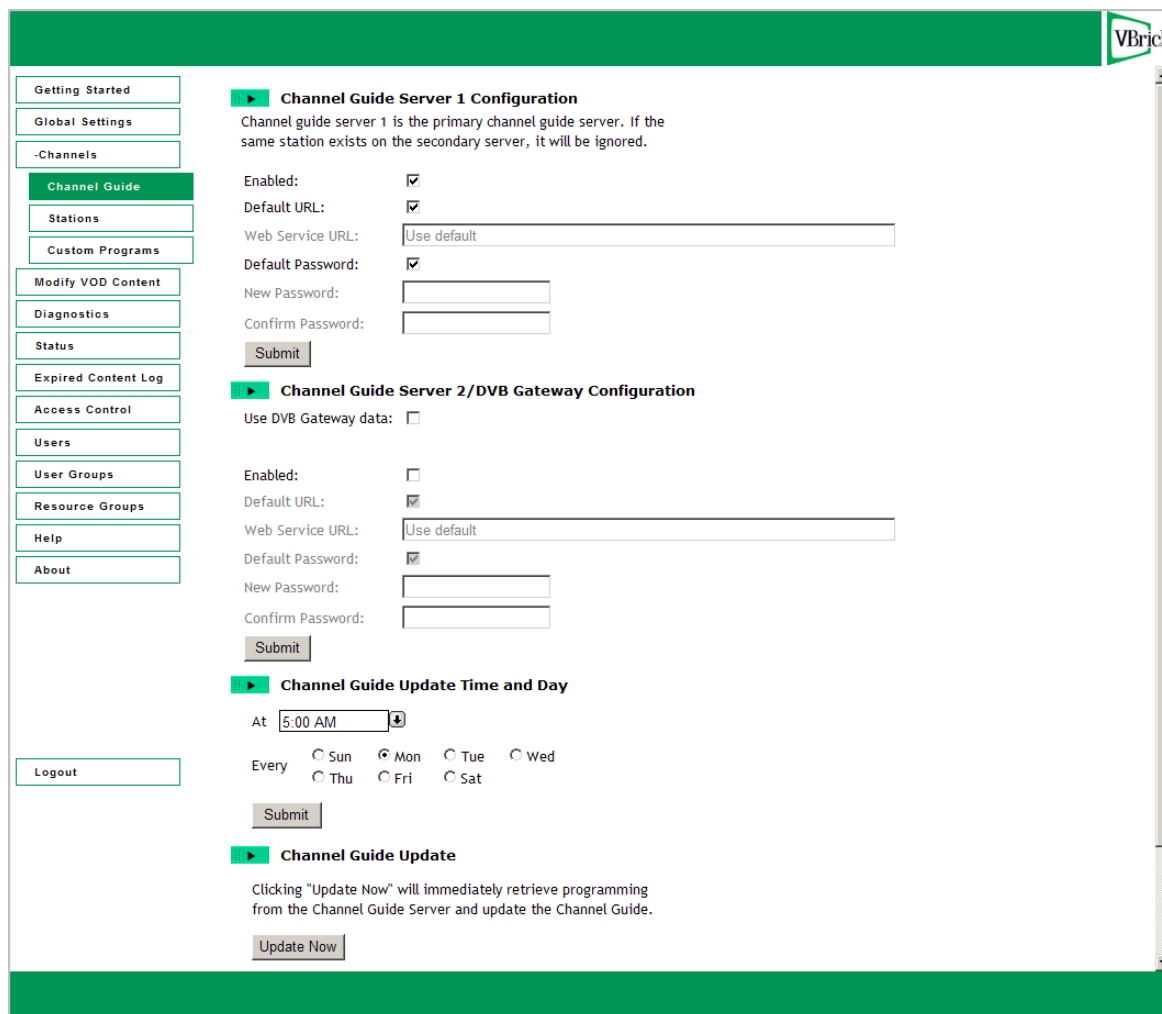 VBric
Getting Started
Global Settings
-Channels
Channel Guide
Stations
Custom Programs
Modify VOD Content
Diagnostics
Status
Expired Content Log
Access Control
Users
User Groups
Resource Groups
Help
About
Logout
Channel Guide Server 1 Configuration
Channel guide server 1 is the primary channel guide server. If the
same station exists on the secondary server, it will be ignored.
Enabled:
Default URL:
Web Service URL: Use default
Default Password:
New Password:
Confirm Password:
Submit
Channel Guide Server 2/DVB Gateway Configuration
Use DVB Gateway data:
Enabled:
Default URL:
Web Service URL: Use default
Default Password:
New Password:
Confirm Password:
Submit
Channel Guide Update Time and Day
At 5:00 AM
Every Sun Mon Tue Wed
Thu Fri Sat
Submit
Channel Guide Update
Clicking "Update Now" will immediately retrieve programming
from the Channel Guide Server and update the Channel Guide.
Update Now